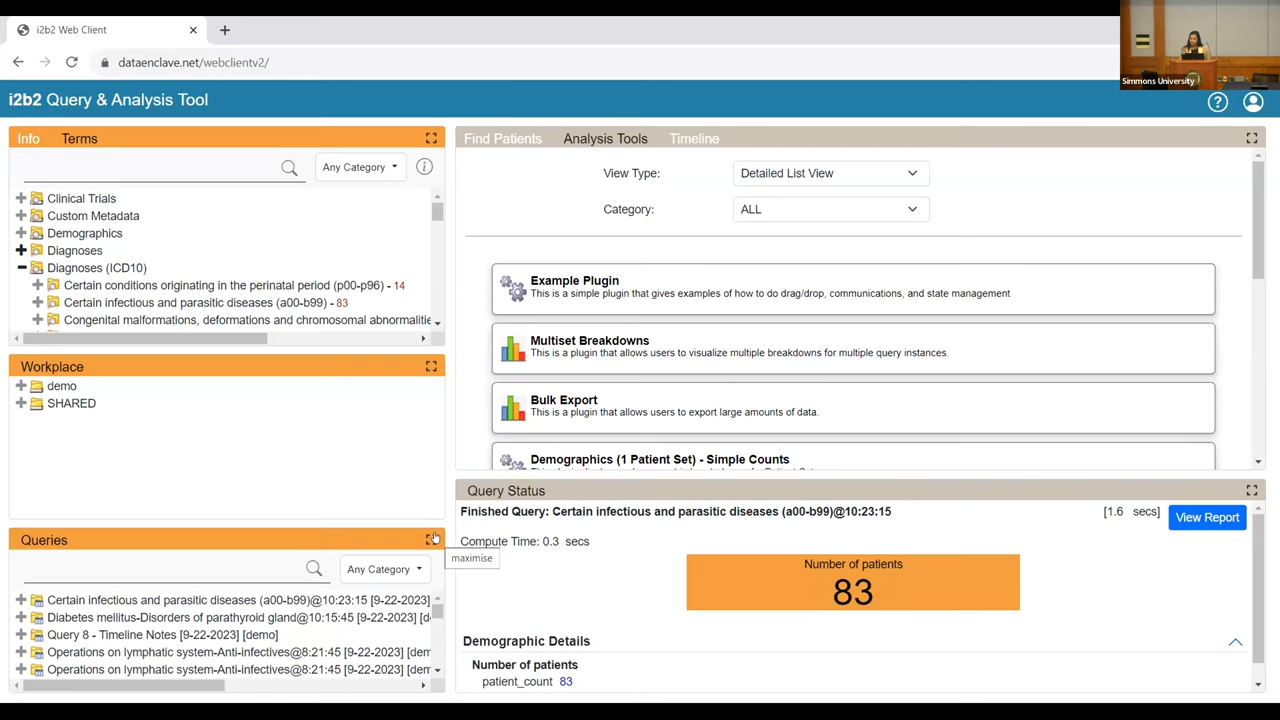 i2b2 Web Client
dataenclave.net/webclientv2/
Simmons University
i2b2 Query & Analysis Tool
Info Terms
Any Category
Clinical Trials
Custom Metadata
Demographics
Diagnoses
Diagnoses (ICD10)
Certain conditions originating in the perinatal period (p00-p96) - 14
Certain infectious and parasitic diseases (a00-b99) - 83
Congenital malformations, deformations and chromosomal abnormalitie
Workplace
demo
SHARED
Queries
maximise
Any Category
Certain infectious and parasitic diseases (a00-b99)@10:23:15 [9-22-2023]
Diabetes mellitus-Disorders of parathyroid gland@10:15:45 [9-22-2023] [d
Query 8 - Timeline Notes [9-22-2023] [demo]
Operations on lymphatic system-Anti-infectives@8:21:45 [9-22-2023] [dem
Operations on lymphatic system-Anti-infectives@8:21:45 [9-22-2023] [dem
Find Patients Analysis Tools Timeline
View Type: Detailed List View
Category: ALL
Example Plugin
This is a simple plugin that gives examples of how to do drag/drop, communications, and state management
Multiset Breakdowns
This is a plugin that allows users to visualize multiple breakdowns for multiple query instances.
Bulk Export
This is a plugin that allows users to export large amounts of data.
Demographics (1 Patient Set) - Simple Counts
Query Status
Finished Query: Certain infectious and parasitic diseases (a00-b99)@10:23:15 [1.6 secs] View Report
Compute Time: 0.3 secs
Number of patients
83
Demographic Details
Number of patients
patient_count 83